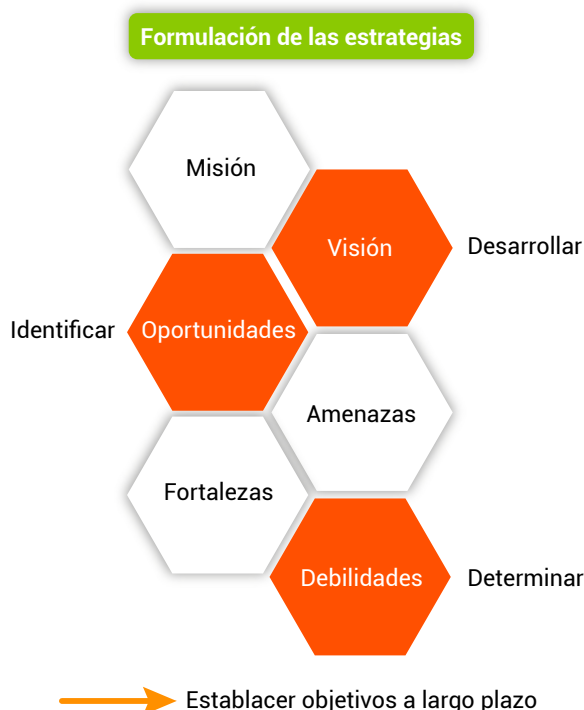 Formulación de las estrategias
Misión
Visión
Desarrollar
Identificar
Oportunidades
Amenazas
Fortalezas
Debilidades
Determinar
Establacer objetivos a largo plazo